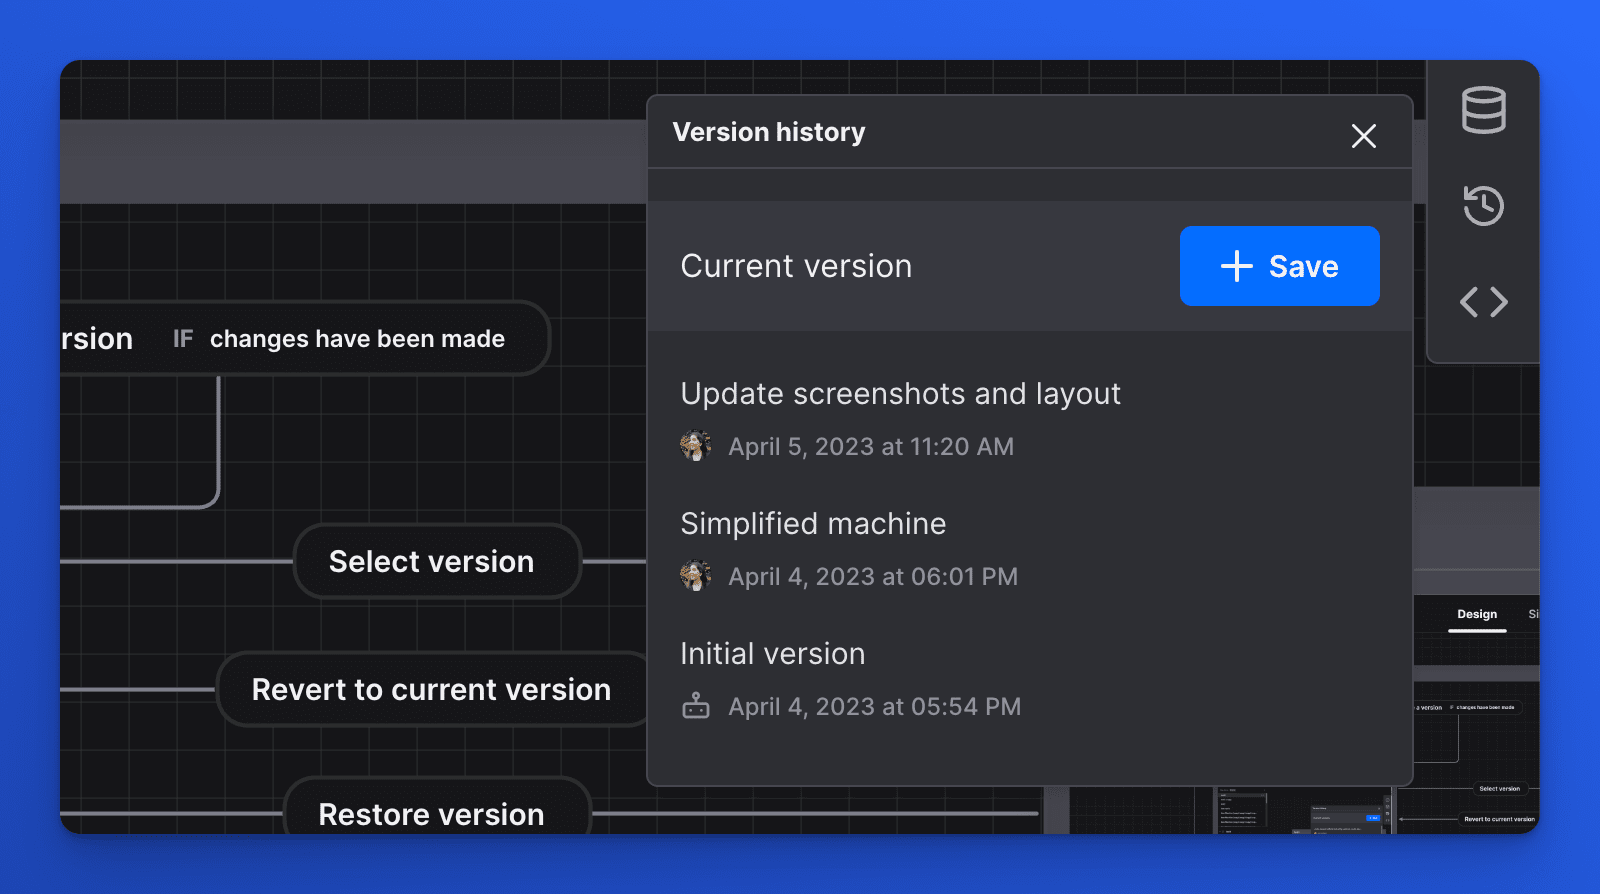 Version history
Current version
Save
rsion IF changes have been made
Update screenshots and layout
April 5, 2023 at 11:20 AM
Simplified machine
Select version
April 4, 2023 at 06:01 PM
Design Si
Initial version
Revert to current version
April 4, 2023 at 05:54 PM
a version IF changes have been made
Select version
Restore version
Revert to current version